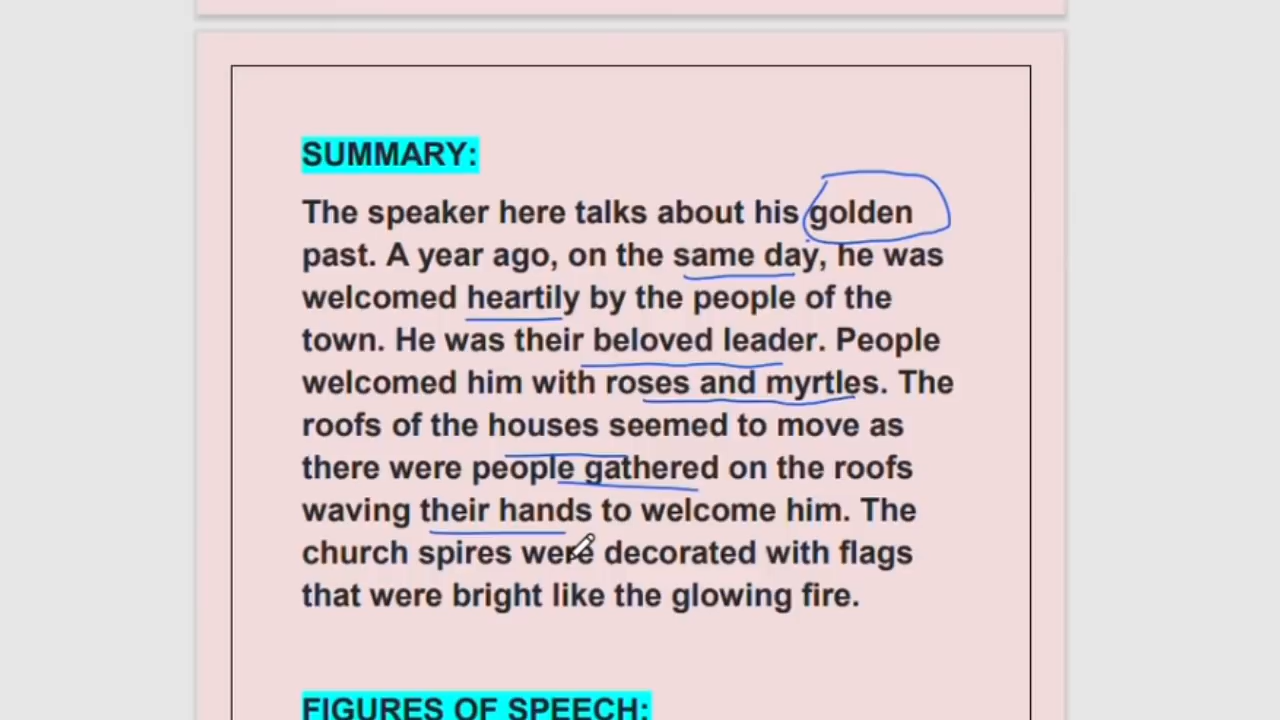 SUMMARY:
The speaker here talks about his golden
past. A year ago, on the same day, he was
welcomed heartily by the people of the
town. He was their beloved leader. People
welcomed him with roses and myrtles. The
roofs of the houses seemed to move as
there were people gathered on the roofs
waving their hands to welcome him. The
church spires were decorated with flags
that were bright like the glowing fire.
FIGURES OF SPEECH: